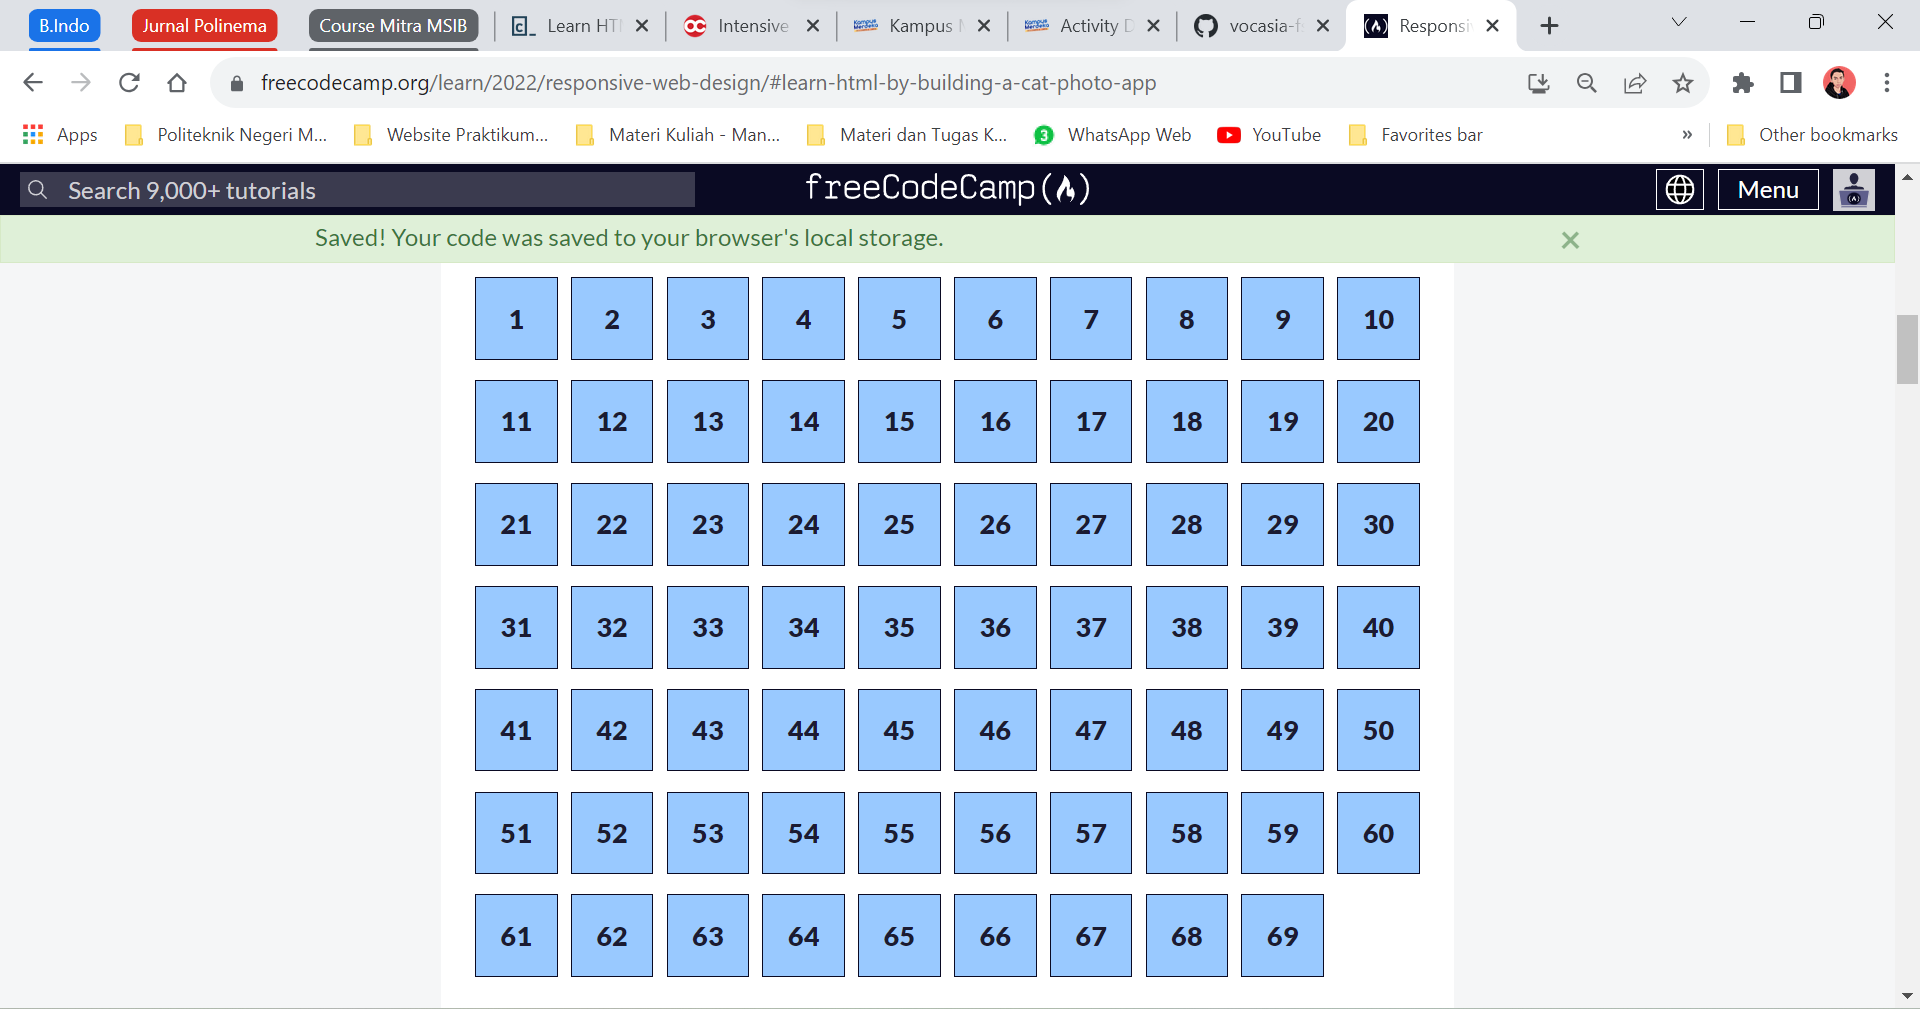 B.Indo Jurnal Polinema Course Mitra MSIB Learn HT Intensive Kampus Activity D vocasia-f Respons
freecodecamp.org/learn/2022/responsive-web-design/#learn-html-by-building-a-cat-photo-app
Apps Politeknik Negeri M... Website Praktikum... Materi Kuliah - Man... Materi dan Tugas K... 3 WhatsApp Web YouTube Favorites bar » Other bookmarks
Search 9,000+ tutorials freeCodeCamp(🔥) Menu
Saved! Your code was saved to your browser's local storage. ×
1 2 3 4 5 6 7 8 9 10
11 12 13 14 15 16 17 18 19 20
21 22 23 24 25 26 27 28 29 30
31 32 33 34 35 36 37 38 39 40
41 42 43 44 45 46 47 48 49 50
51 52 53 54 55 56 57 58 59 60
61 62 63 64 65 66 67 68 69